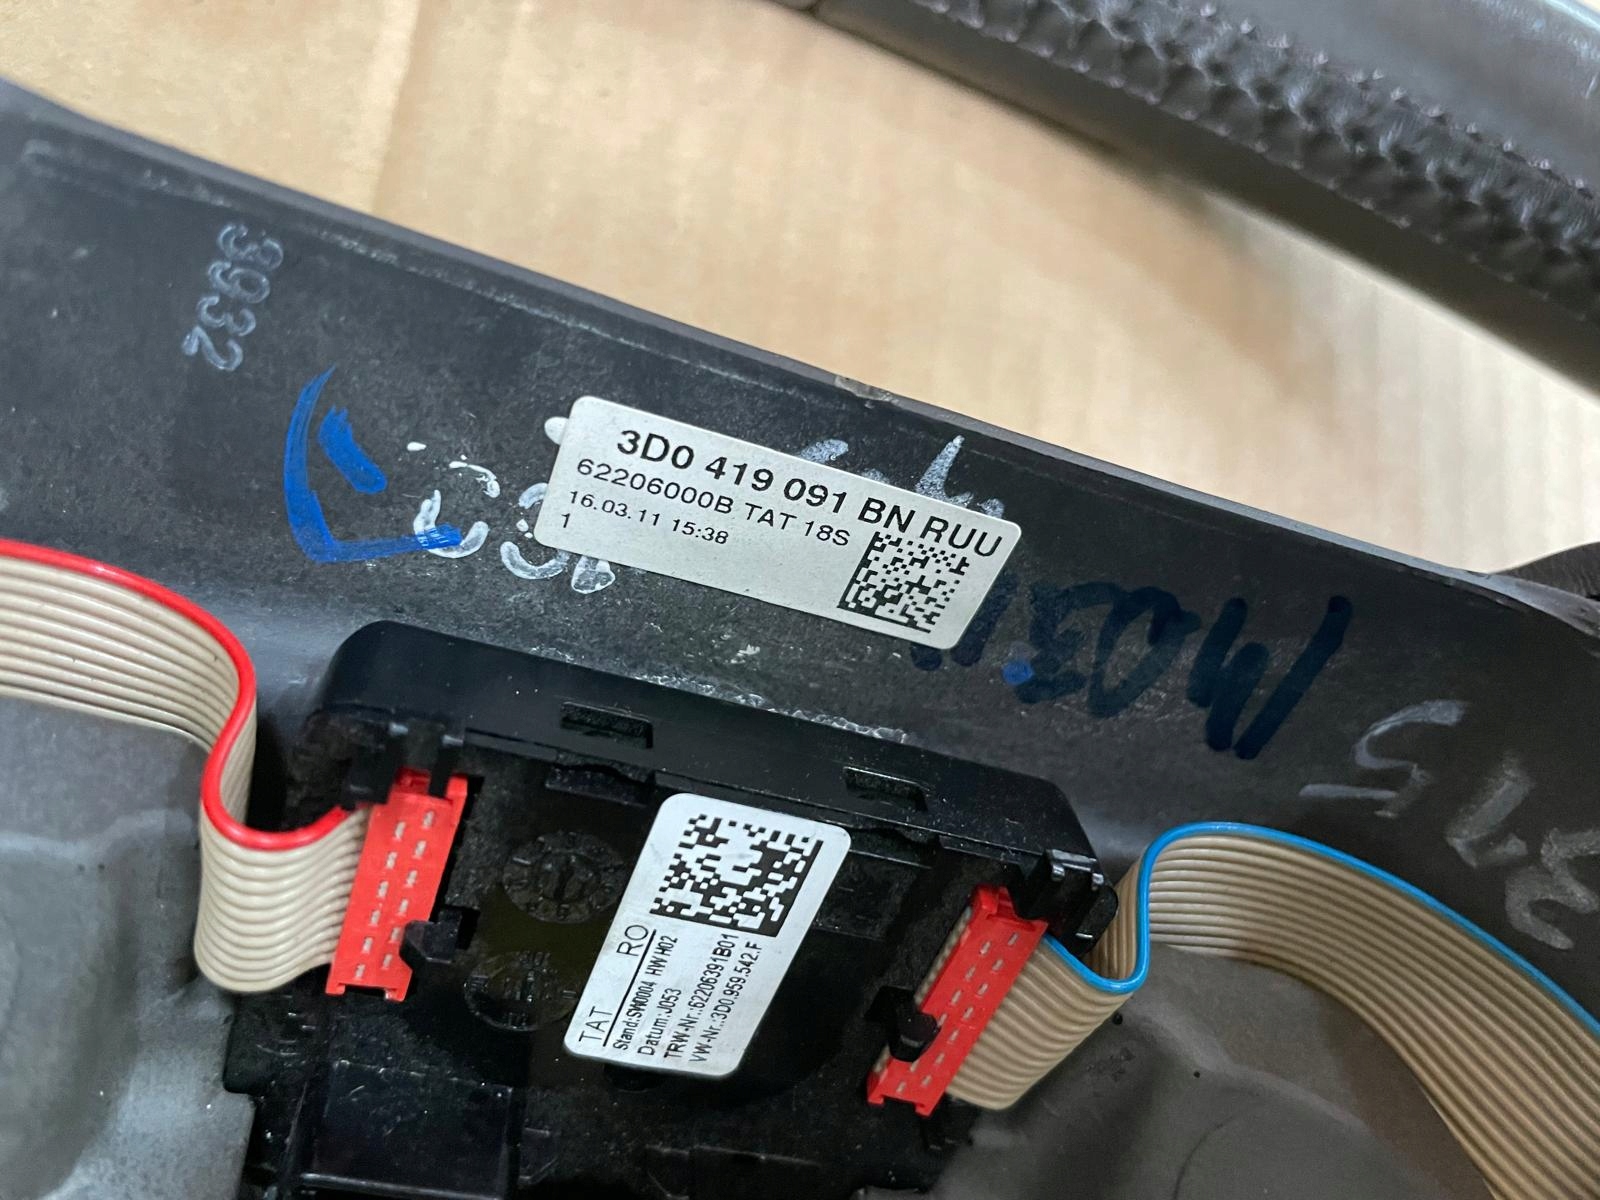 3932
3D0 419 091 BN RUU
62206000B TAT 18S
16.03.11 15:38
1
315
TAT RO
Stand:SW0004 HW:H02
Datum:J053
TRW-Nr.:62206391B01
VW-Nr.:3D0.959.542.F